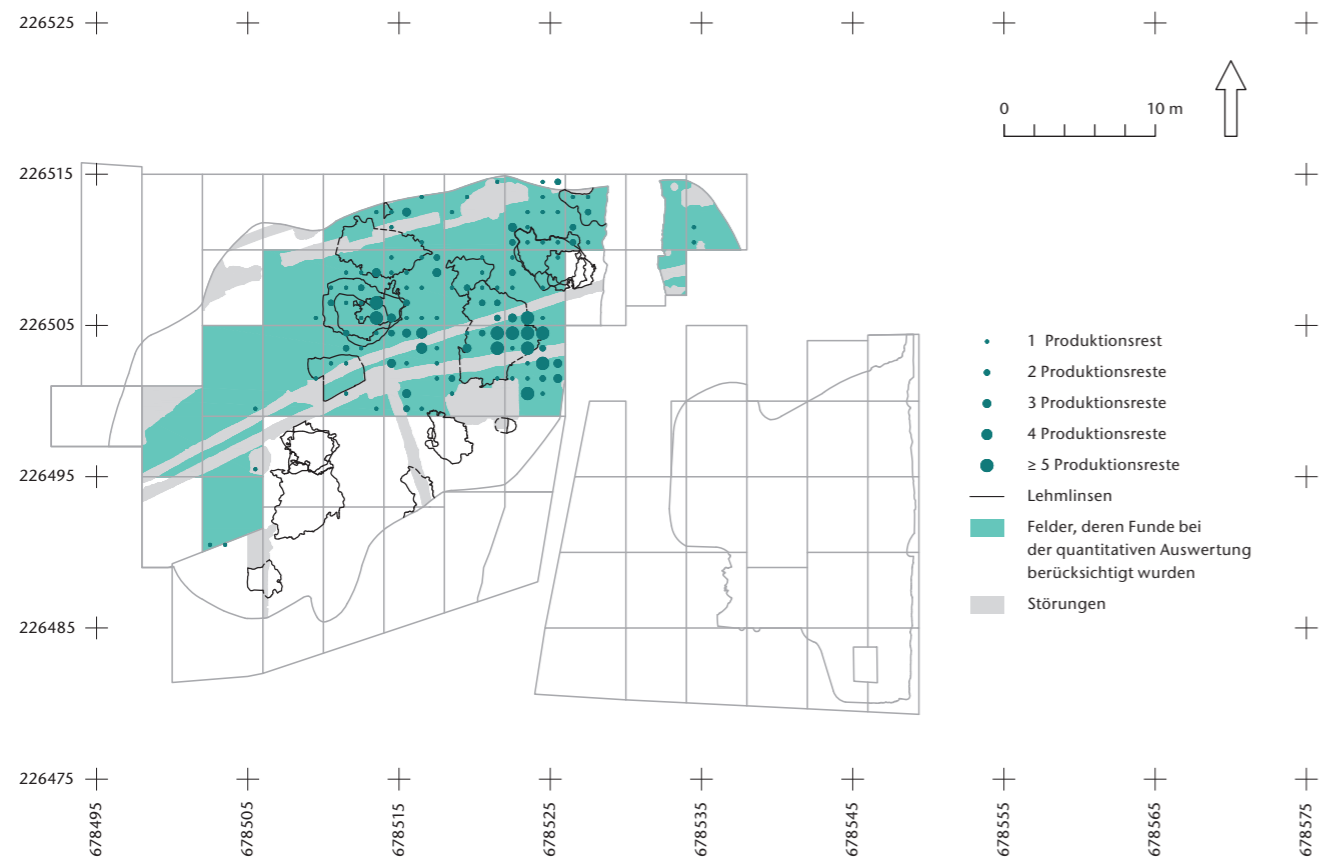 226525
0 10 m
226515
226505
1 Produktionsrest
2 Produktionsreste
3 Produktionsreste
4 Produktionsreste
≥ 5 Produktionsreste
Lehmlinsen
Felder, deren Funde bei
der quantitativen Auswertung
berücksichtigt wurden
Störungen
226495
226485
226475
678495
678505
678515
678525
678535
678545
678555
678565
678575